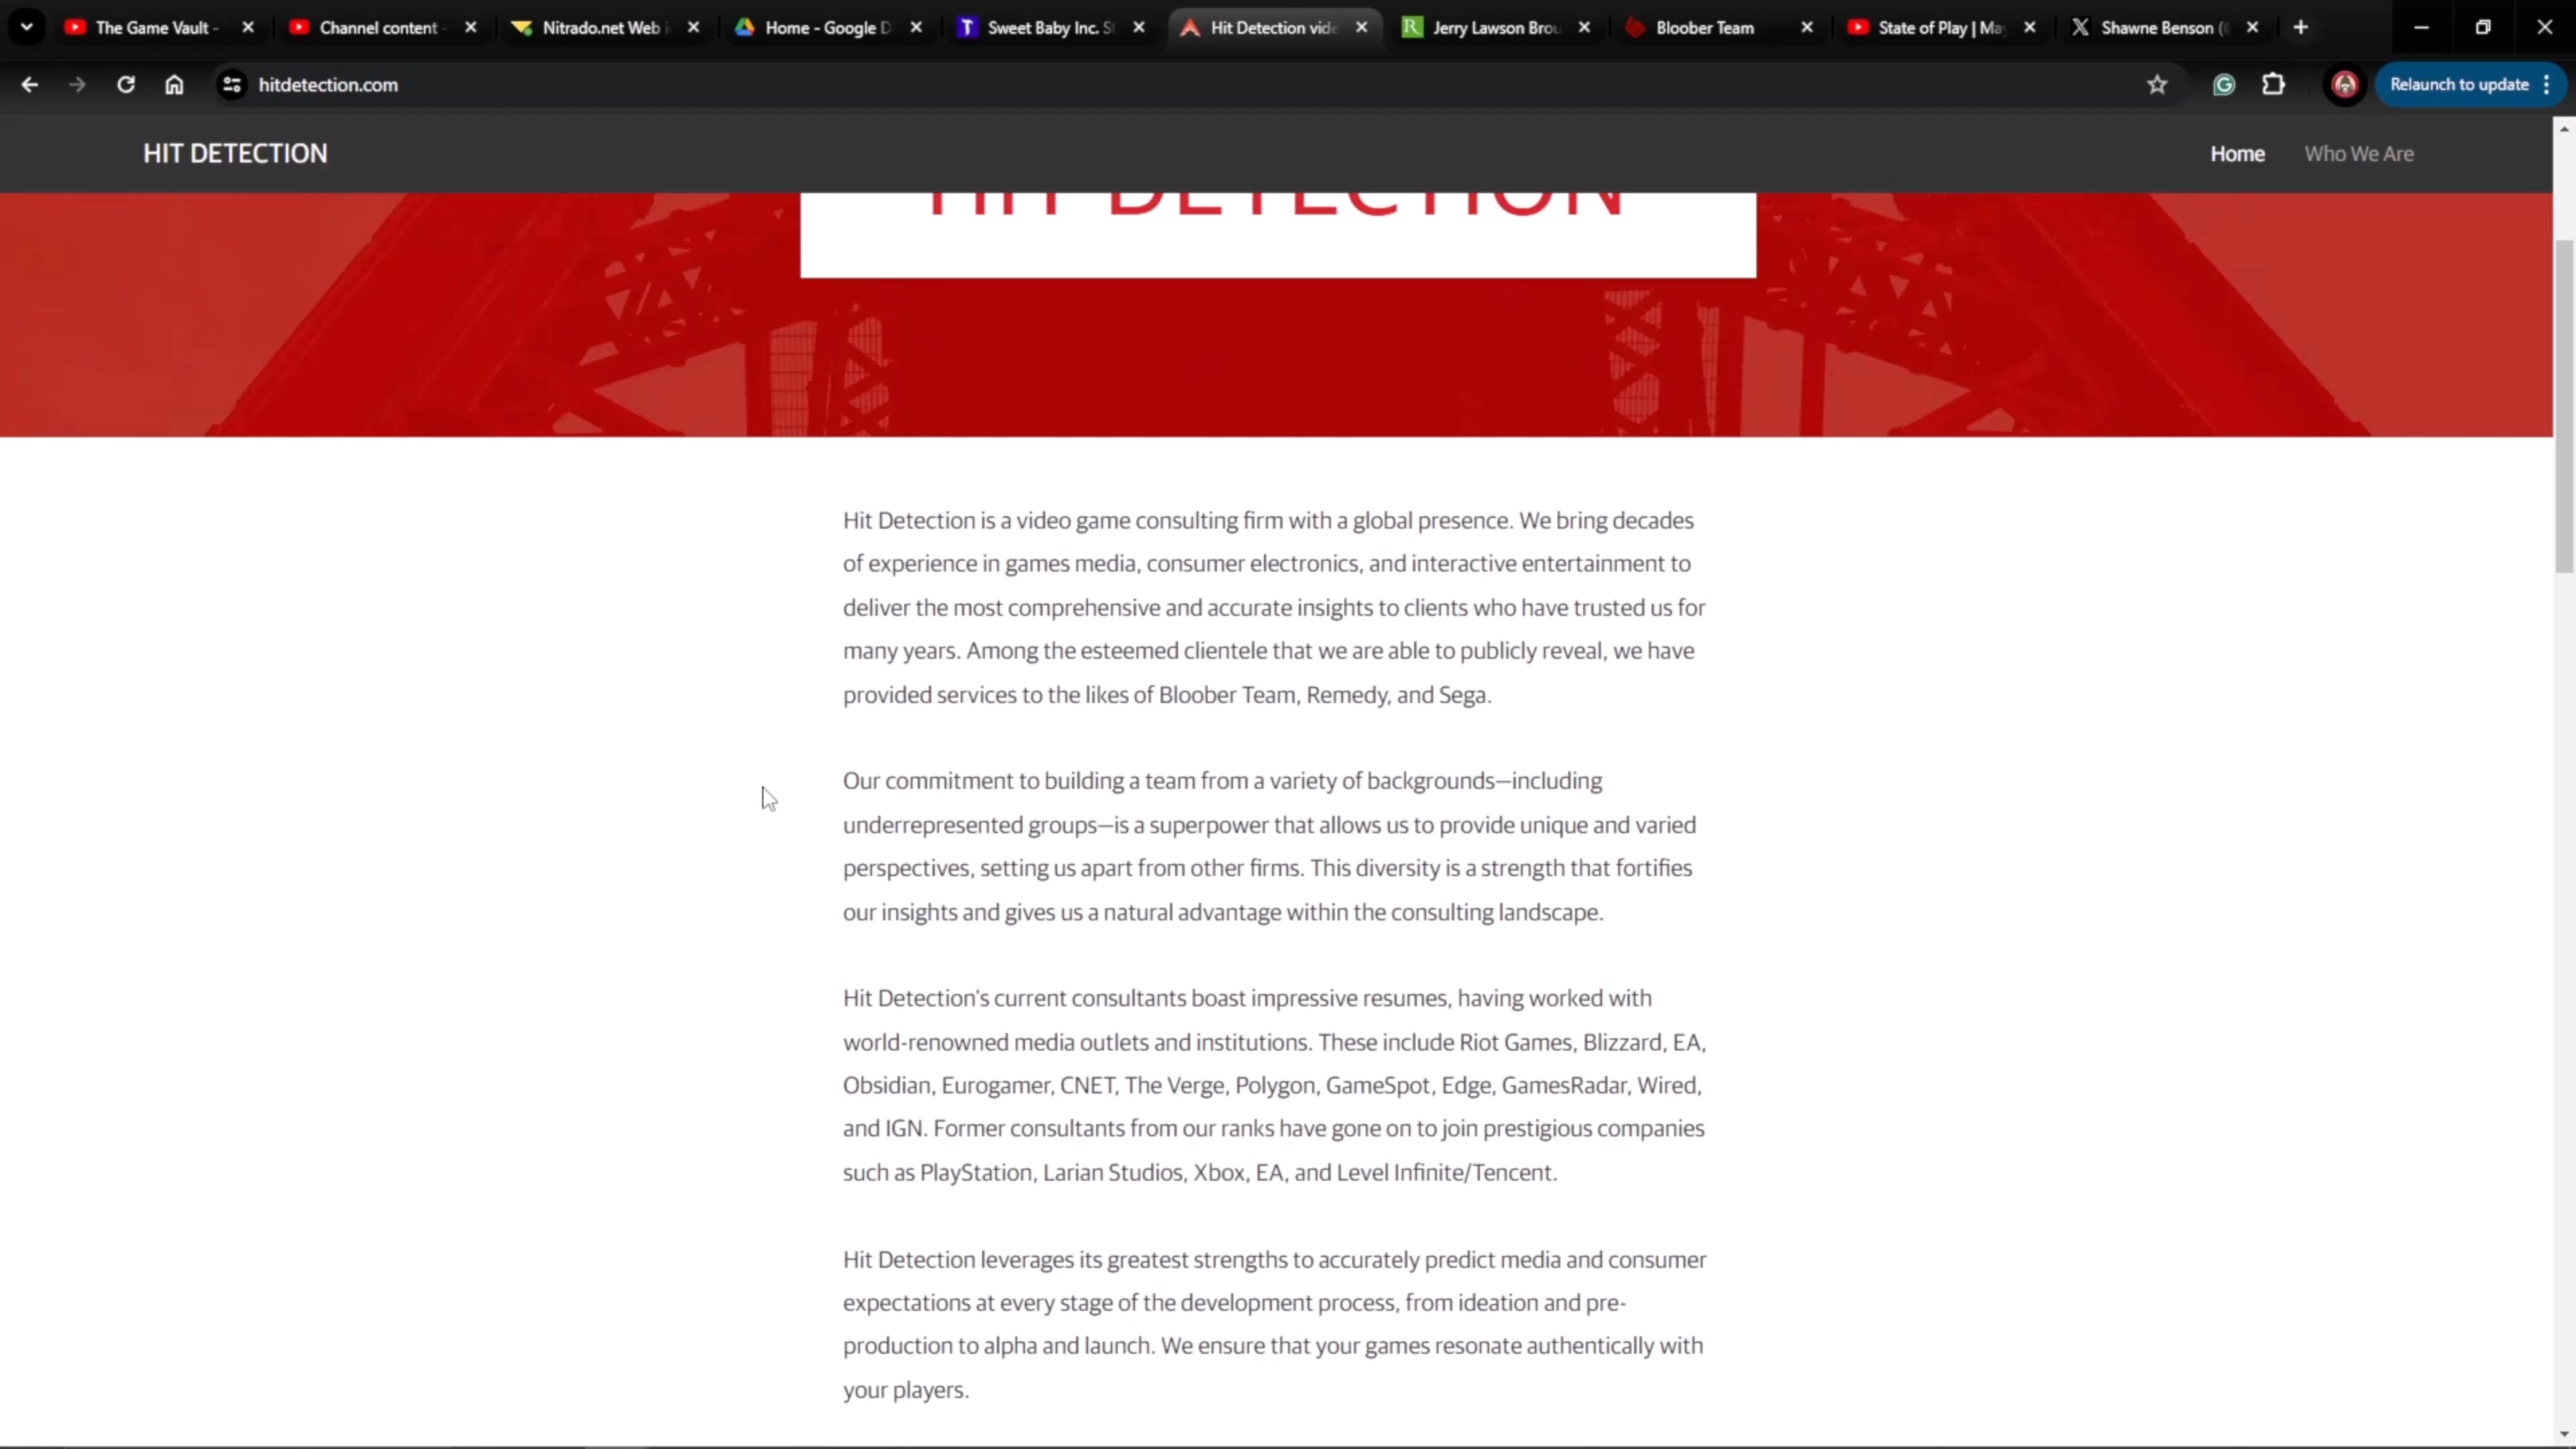 The Game Vault -
Channel content -
Nitrado.net Web i
Home - Google D
Sweet Baby Inc. S
Hit Detection vide
Jerry Lawson Brou
Bloober Team
State of Play | May
Shawne Benson (
hitdetection.com
Relaunch to update
HIT DETECTION
Home
Who We Are
HIT DETECTION
Hit Detection is a video game consulting firm with a global presence. We bring decades
of experience in games media, consumer electronics, and interactive entertainment to
deliver the most comprehensive and accurate insights to clients who have trusted us for
many years. Among the esteemed clientele that we are able to publicly reveal, we have
provided services to the likes of Bloober Team, Remedy, and Sega.
Our commitment to building a team from a variety of backgrounds—including
underrepresented groups—is a superpower that allows us to provide unique and varied
perspectives, setting us apart from other firms. This diversity is a strength that fortifies
our insights and gives us a natural advantage within the consulting landscape.
Hit Detection's current consultants boast impressive resumes, having worked with
world-renowned media outlets and institutions. These include Riot Games, Blizzard, EA,
Obsidian, Eurogamer, CNET, The Verge, Polygon, GameSpot, Edge, GamesRadar, Wired,
and IGN. Former consultants from our ranks have gone on to join prestigious companies
such as PlayStation, Larian Studios, Xbox, EA, and Level Infinite/Tencent.
Hit Detection leverages its greatest strengths to accurately predict media and consumer
expectations at every stage of the development process, from ideation and pre-
production to alpha and launch. We ensure that your games resonate authentically with
your players.